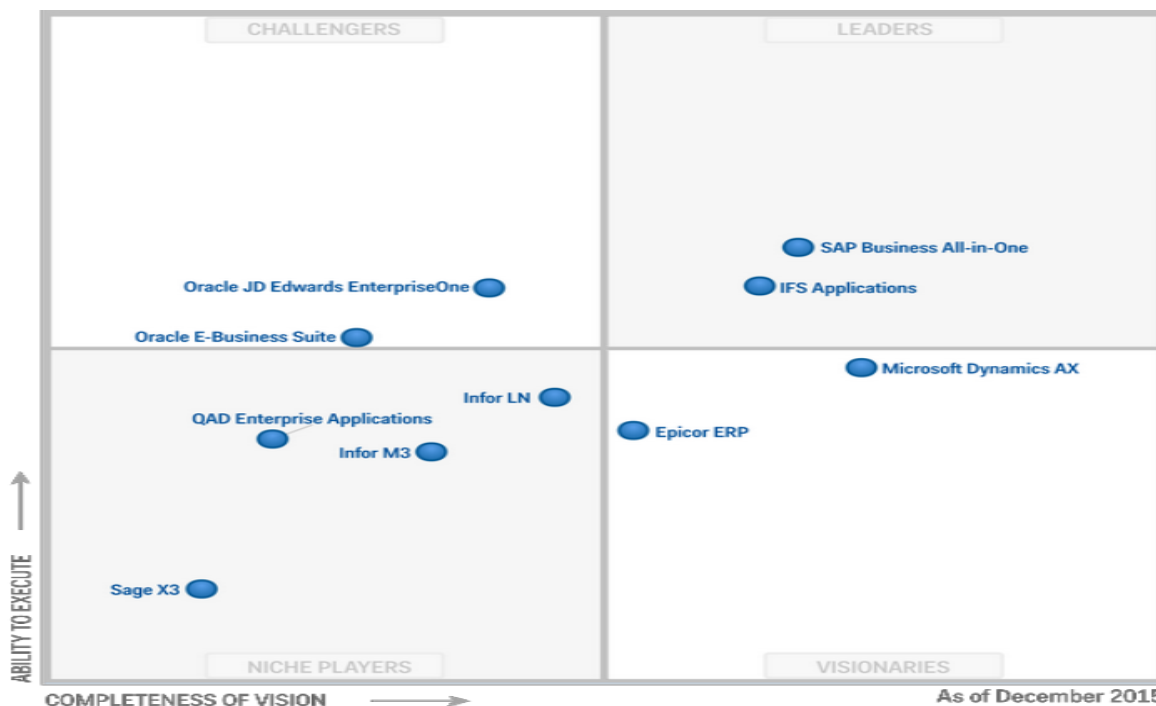 CHALLENGERS
LEADERS
SAP Business All-in-One
Oracle JD Edwards EnterpriseOne
IFS Applications
Oracle E-Business Suite
Microsoft Dynamics AX
Infor LN
QAD Enterprise Applications
Epicor ERP
Infor M3
Sage X3
ABILITY TO EXECUTE
NICHE PLAYERS
VISIONARIES
COMPLETENESS OF VISION
As of December 2015